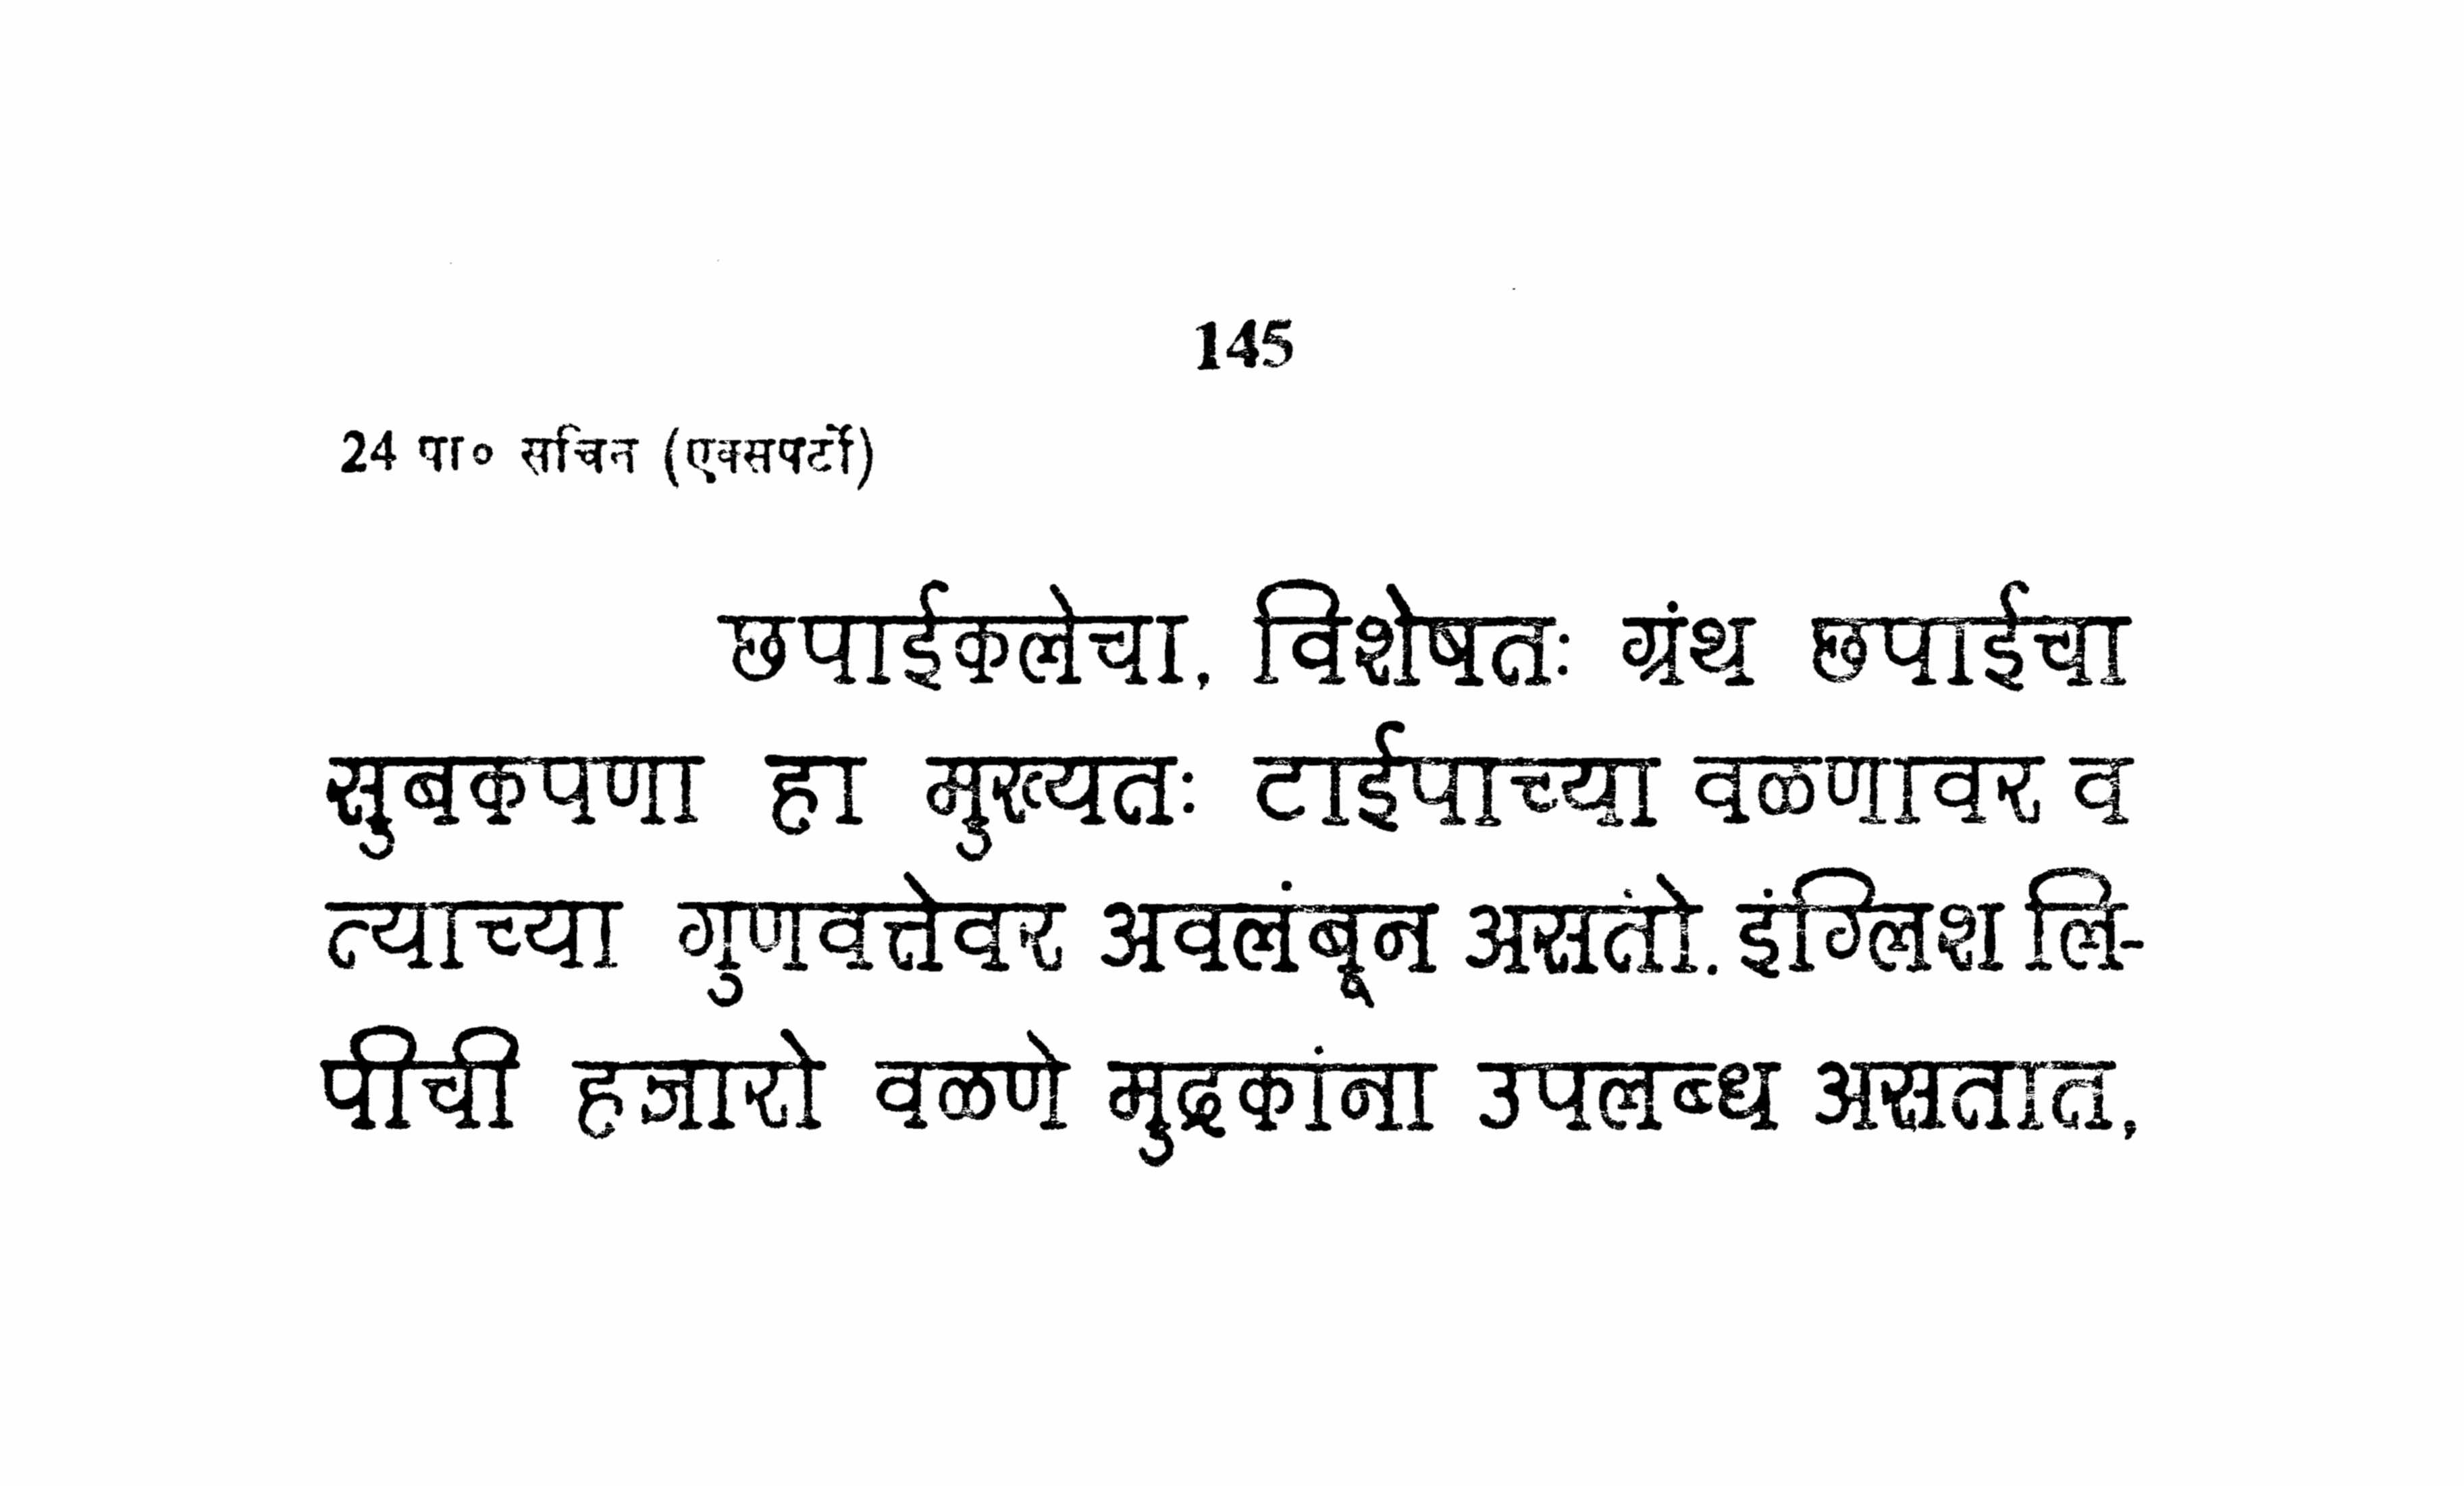 145
24 पा० सचिन (एक्सपर्टो)
छपाईकलेचा, विशेषतः ग्रंथ छपाईचा
सुबकपणा हा मुख्यतः टाईपाच्या वळणावर व
त्याच्या गुणवत्तेवर अवलंबून असतो. इंग्लिश लि-
पीची हजारो वळणे मुद्रकांना उपलब्ध असतात,